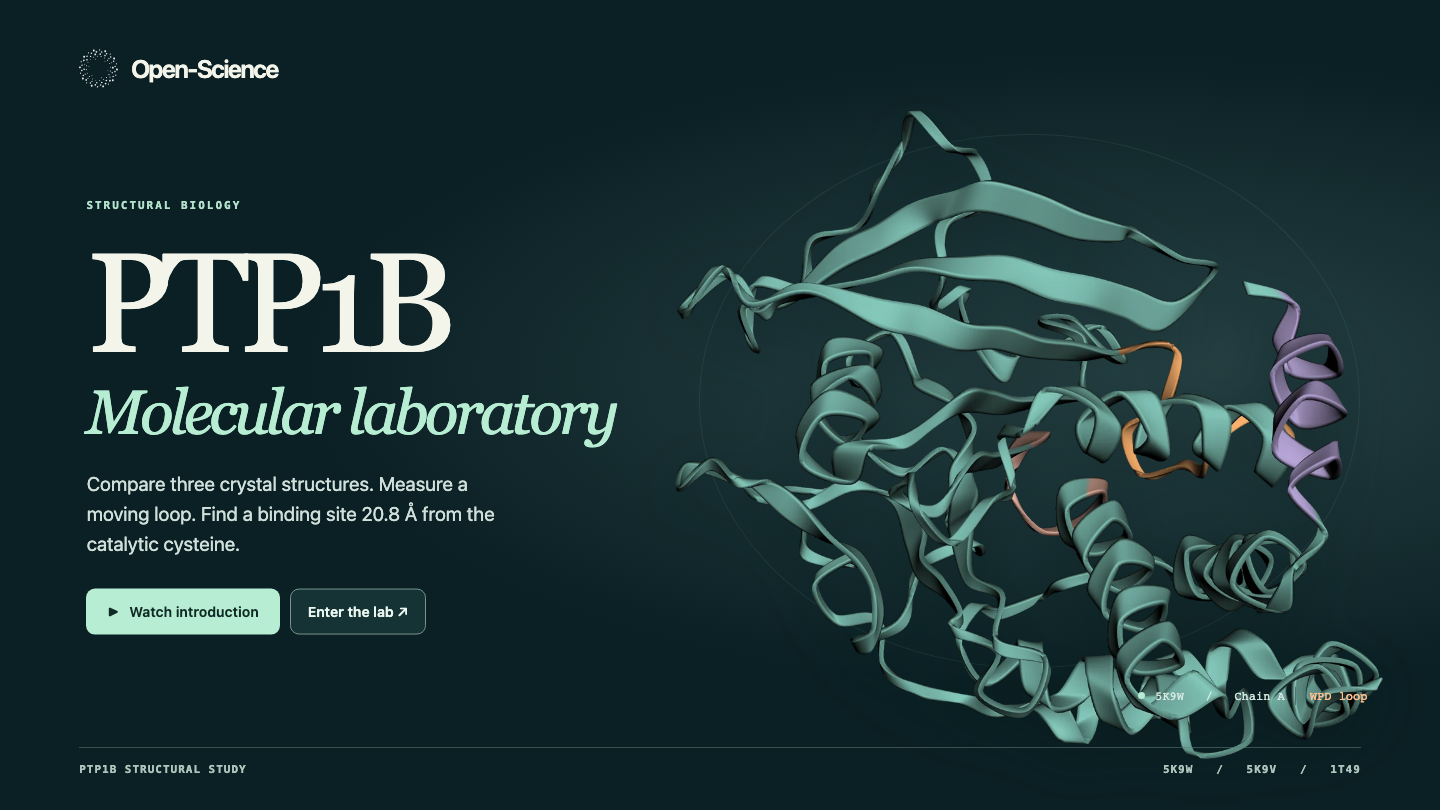 Open-Science
STRUCTURAL BIOLOGY
PTP1B
Molecular laboratory
Compare three crystal structures. Measure a
moving loop. Find a binding site 20.8 Å from the
catalytic cysteine.
Watch introduction
Enter the lab ↗
5K9W / Chain A WPD loop
PTP1B STRUCTURAL STUDY
5K9W / 5K9V / 1T49